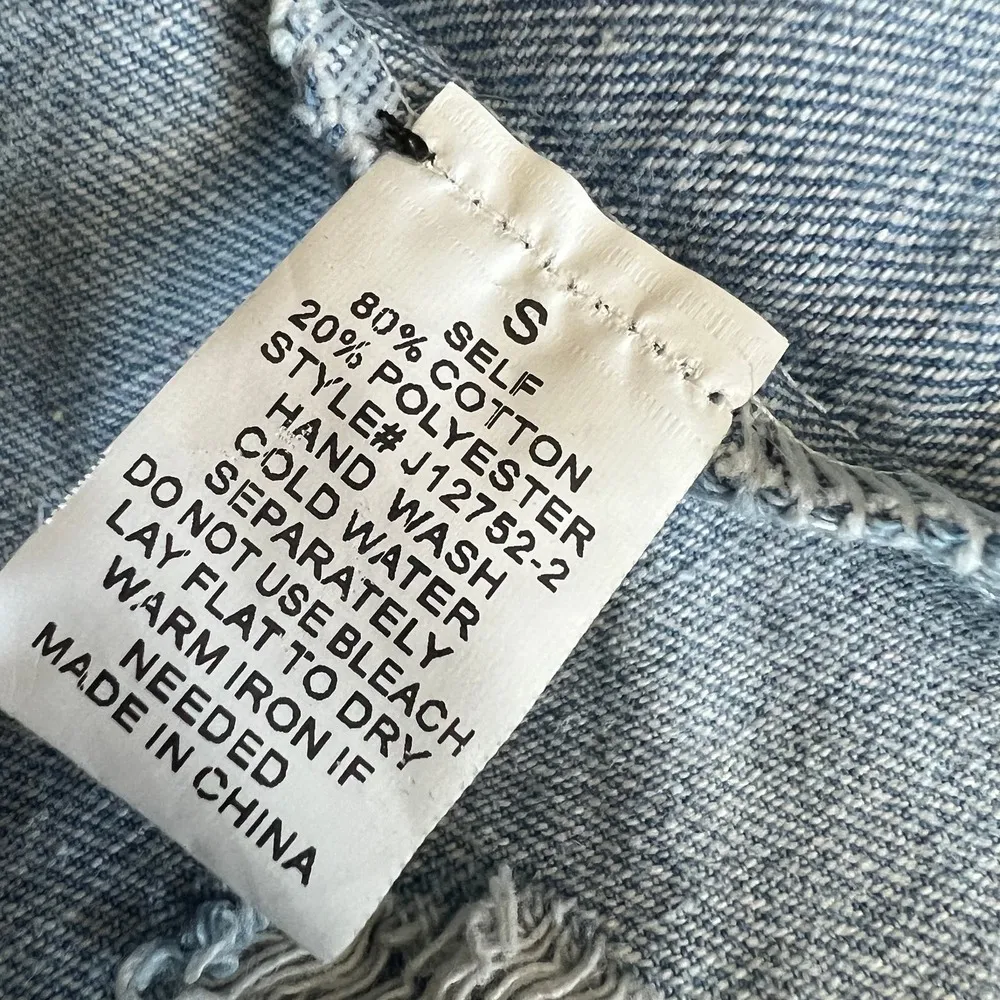 S
SELF
80% COTTON
20% POLYESTER
STYLE# J12752-2
HAND WASH
COLD WATER
SEPARATELY
DO NOT USE BLEACH
LAY FLAT TO DRY
WARM IRON IF
NEEDED
MADE IN CHINA